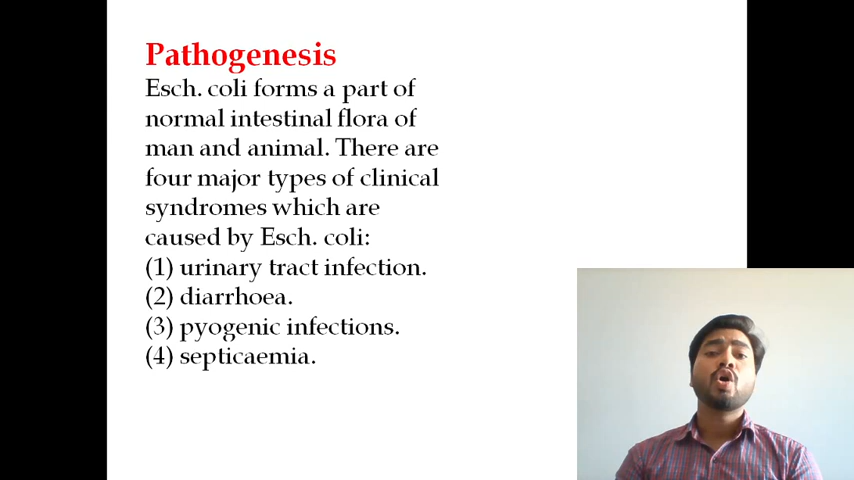 Pathogenesis
Esch. coli forms a part of
normal intestinal flora of
man and animal. There are
four major types of clinical
syndromes which are
caused by Esch. coli:
(1) urinary tract infection.
(2) diarrhoea.
(3) pyogenic infections.
(4) septicaemia.